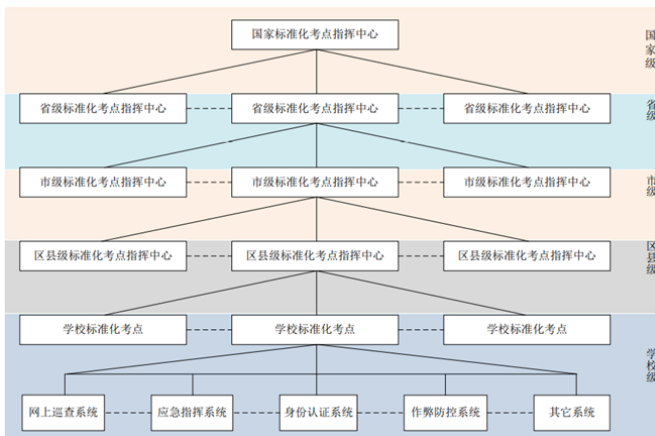 国家标准化考点指挥中心
国家级
省级标准化考点指挥中心 省级标准化考点指挥中心 省级标准化考点指挥中心
省级
市级标准化考点指挥中心 市级标准化考点指挥中心 市级标准化考点指挥中心
市级
区县级标准化考点指挥中心 区县级标准化考点指挥中心 区县级标准化考点指挥中心
区县级
学校标准化考点 学校标准化考点 学校标准化考点
学校级
网上巡查系统 应急指挥系统 身份认证系统 作弊防控系统 其它系统